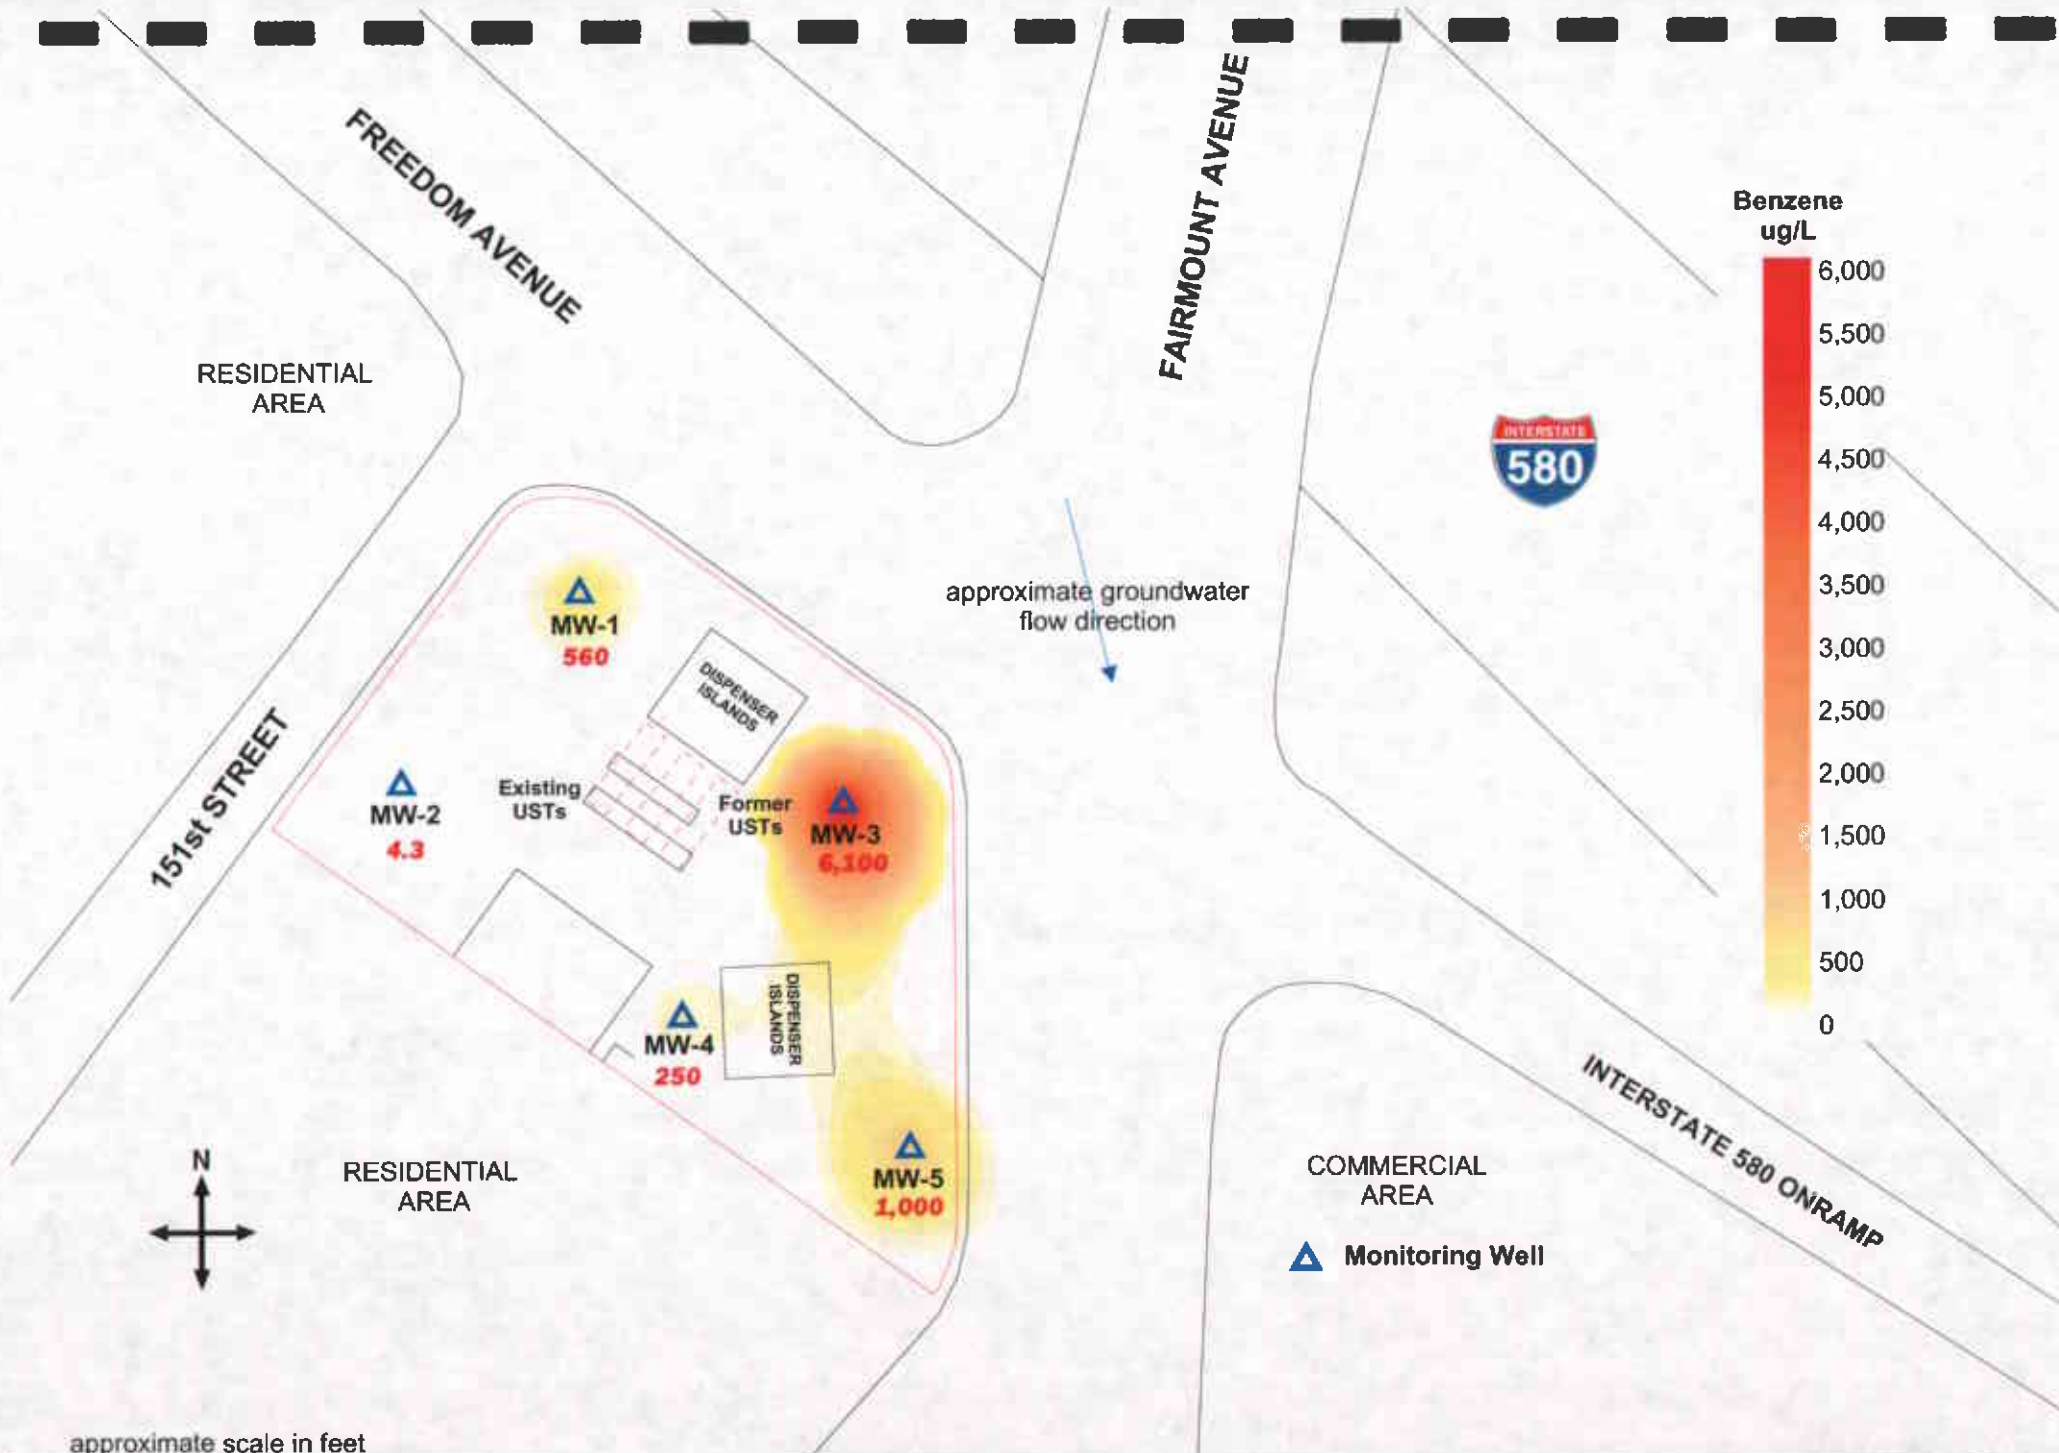 FREEDOM AVENUE
FAIRMOUNT AVENUE
Benzene
ug/L
6,000
5,500
5,000
4,500
4,000
3,500
3,000
2,500
2,000
1,500
1,000
500
0
RESIDENTIAL
AREA
INTERSTATE
580
approximate groundwater
flow direction
MW-1
560
DISPENSER
ISLANDS
151st STREET
MW-2
4.3
Existing
USTs
Former
USTs
MW-3
6,100
DISPENSER
ISLANDS
MW-4
250
MW-5
1,000
INTERSTATE 580 ONRAMP
N
RESIDENTIAL
AREA
COMMERCIAL
AREA
Monitoring Well
approximate scale in feet